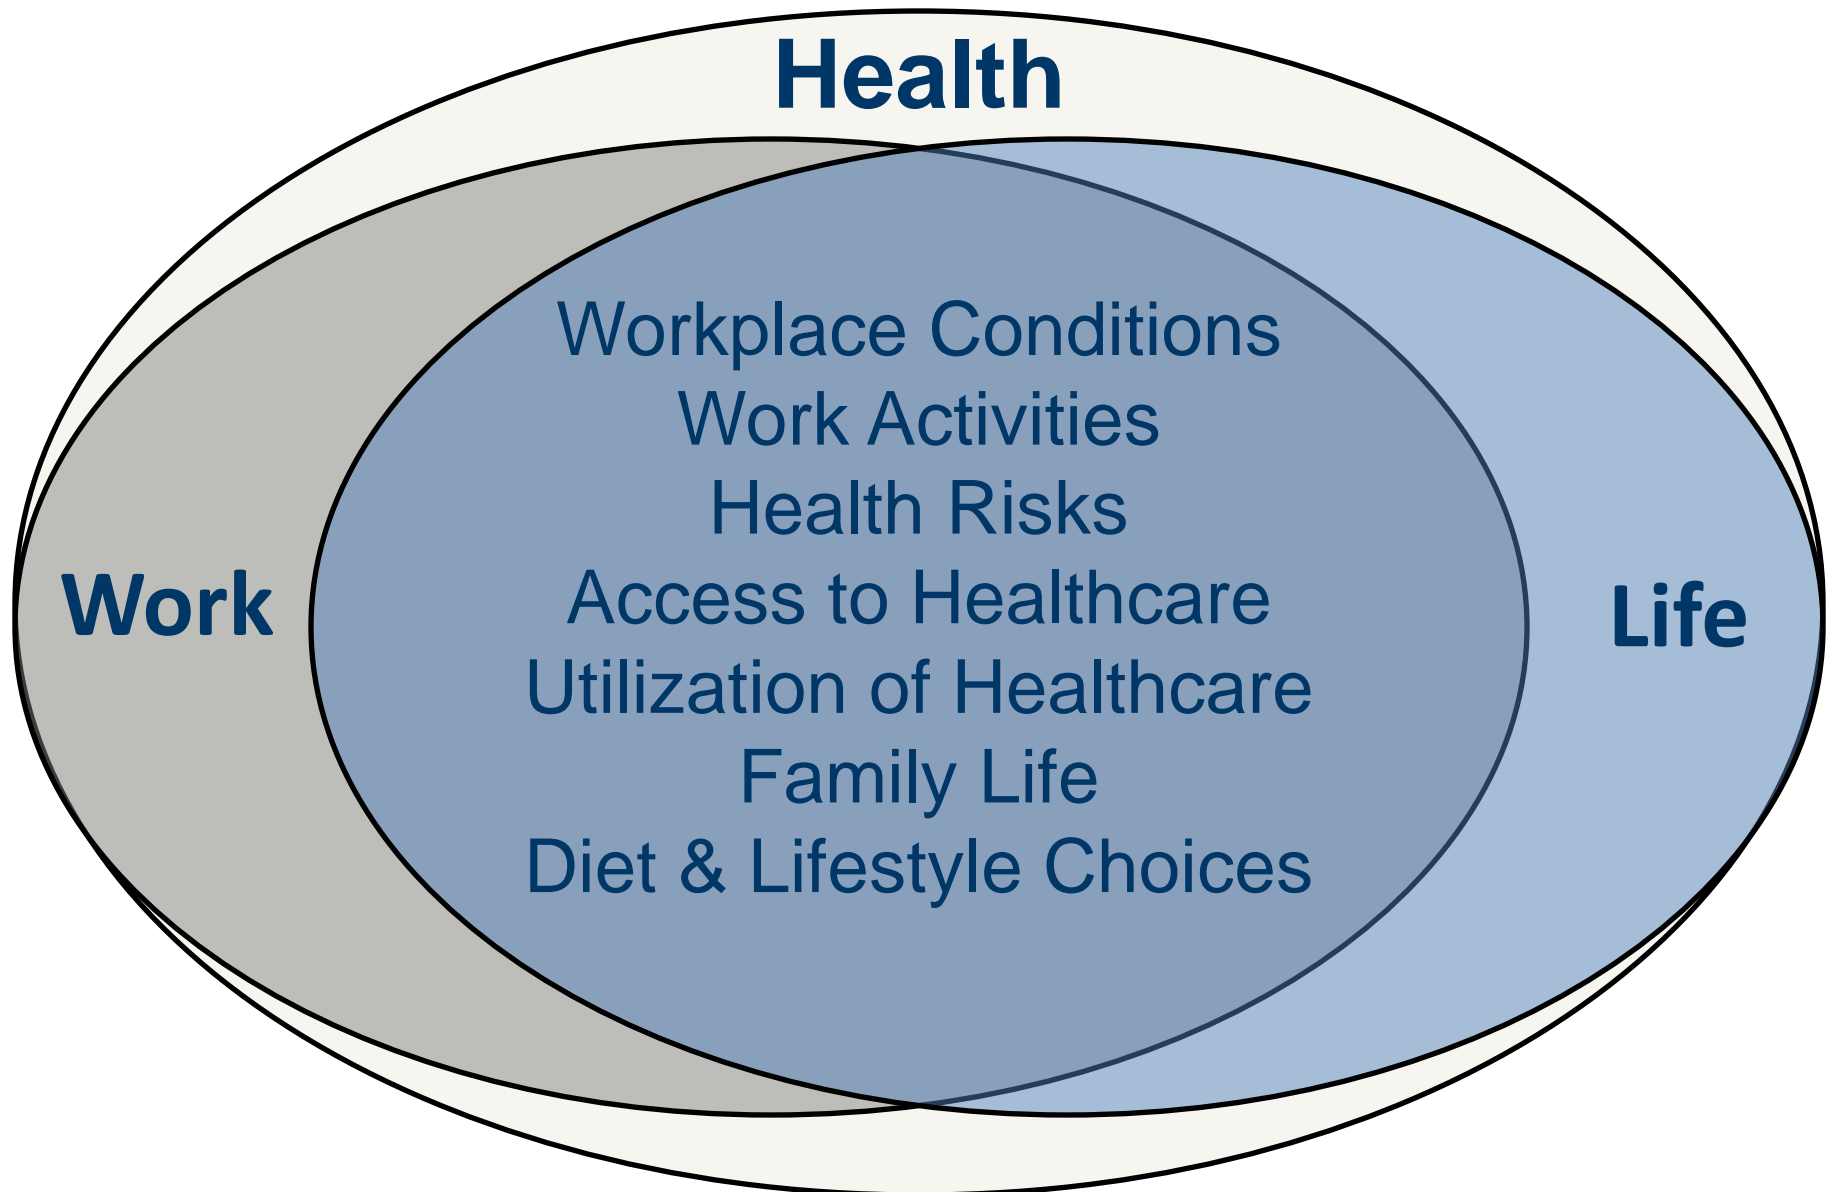 Health
Workplace Conditions
Work Activities
Health Risks
Access to Healthcare
Utilization of Healthcare
Family Life
Diet & Lifestyle Choices
Work
Life